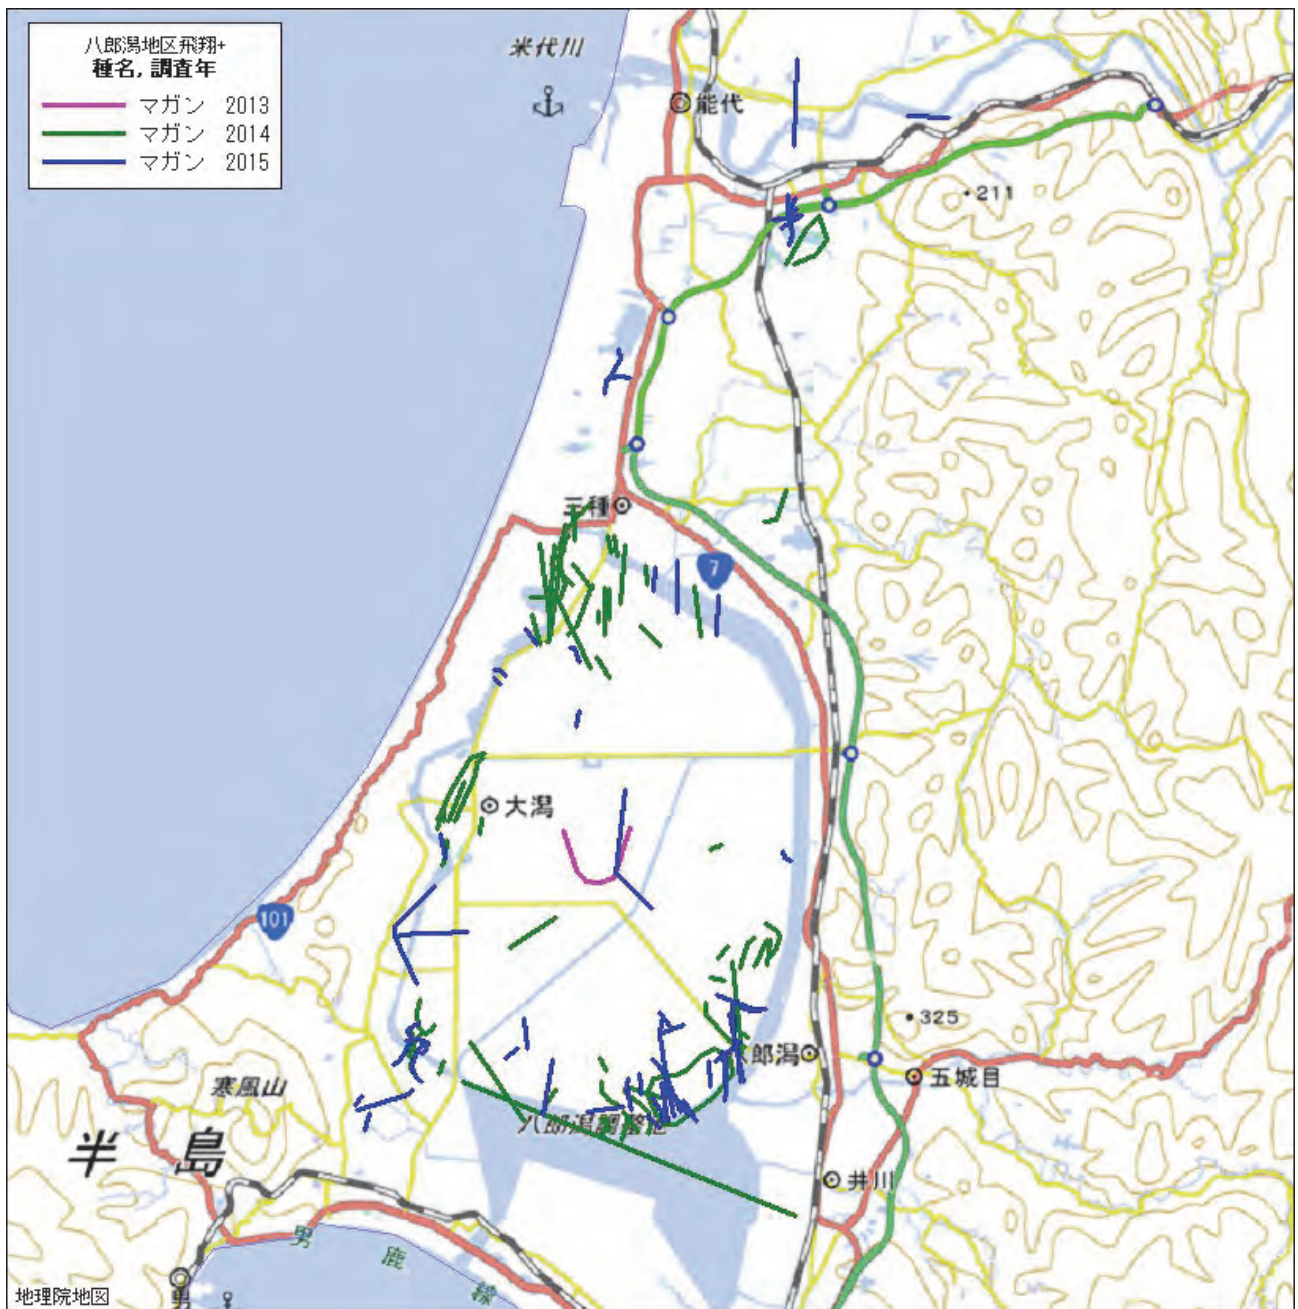 八郎潟地区飛翔+
種名, 調査年
マガン 2013
マガン 2014
マガン 2015
米代川
能代
211
三種
7
大潟
101
325
郎潟
五城目
寒風山
八郎潟調整池
半島
井川
男鹿線
男
地理院地図